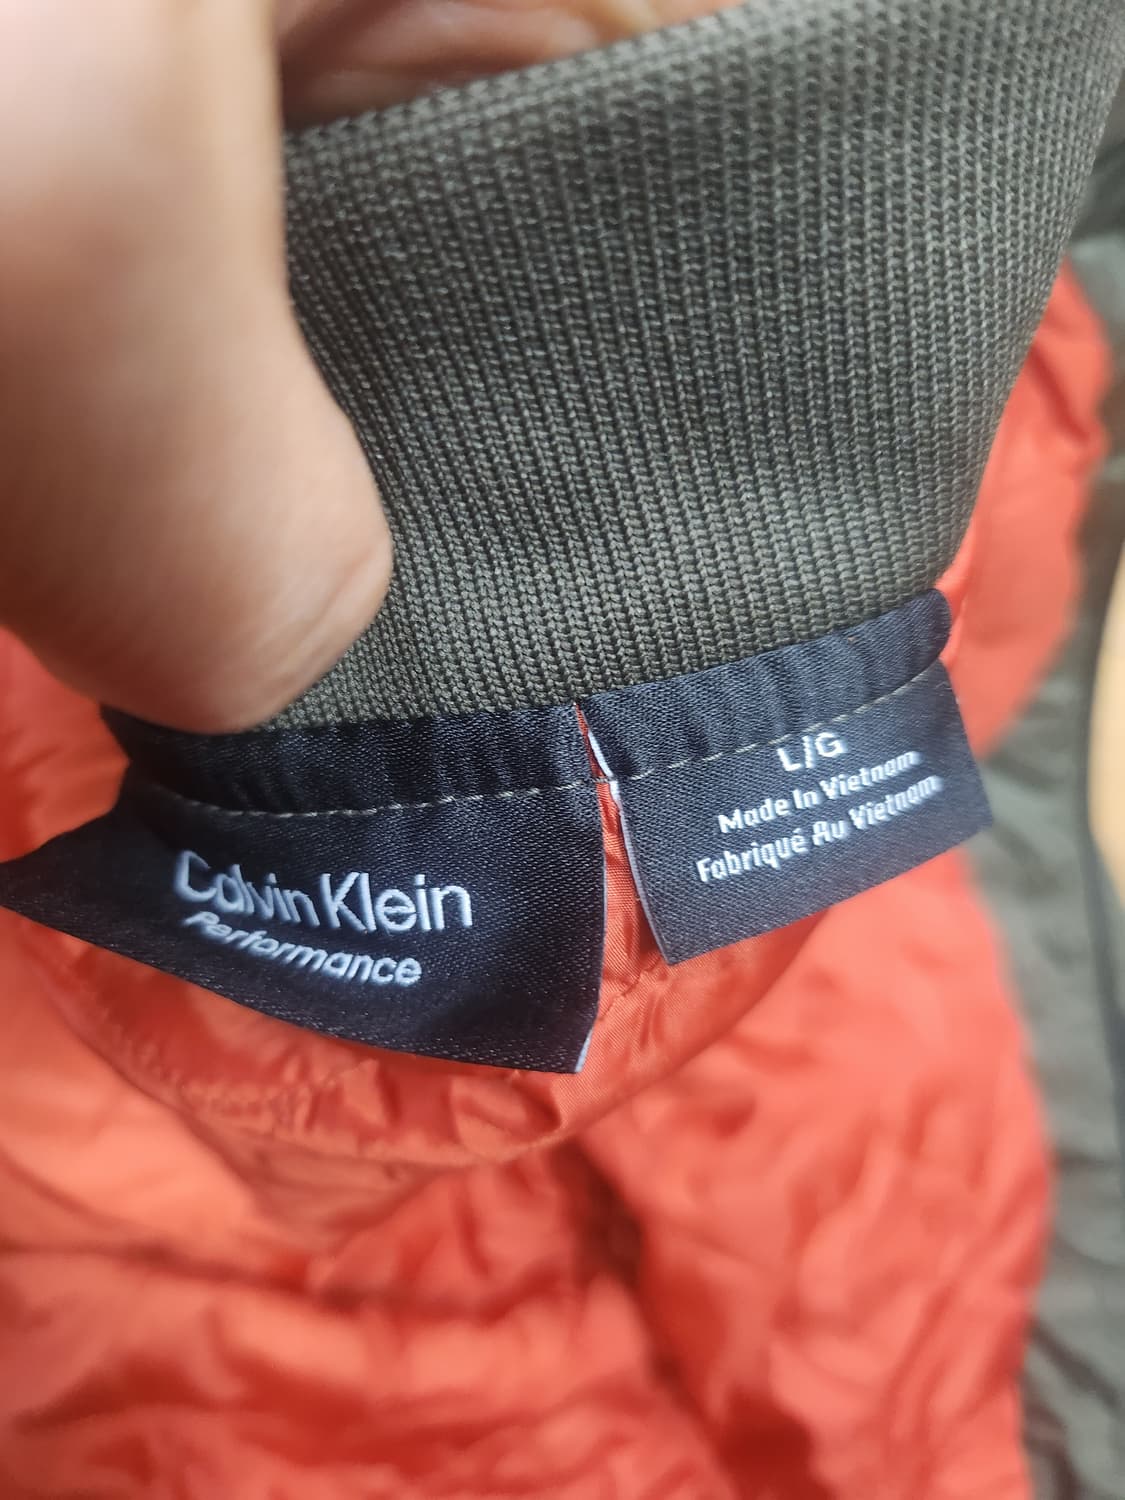 Calvin Klein
Performance
L/G
Made In Vietnam
Fabriqué Au Vietnam